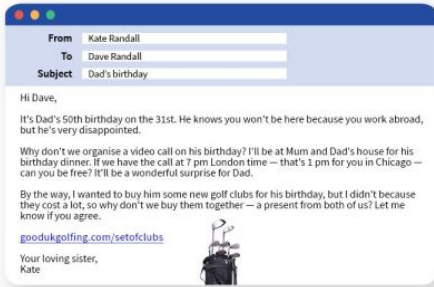 From Kate Randall
To Dave Randall
Subject Dad's birthday
Hi Dave,
It's Dad's 50th birthday on the 31st. He knows you won't be here because you work abroad,
but he's very disappointed.
Why don't we organise a video call on his birthday? I'll be at Mum and Dad's house for his
birthday dinner. If we have the call at 7 pm London time — that's 1 pm for you in Chicago —
can you be free? It'll be a wonderful surprise for Dad.
By the way, I wanted to buy him some new golf clubs for his birthday, but I didn't because
they cost a lot, so why don't we buy them together — a present from both of us? Let me
know if you agree.
goodukgolfing.com/setofclubs
Your loving sister,
Kate